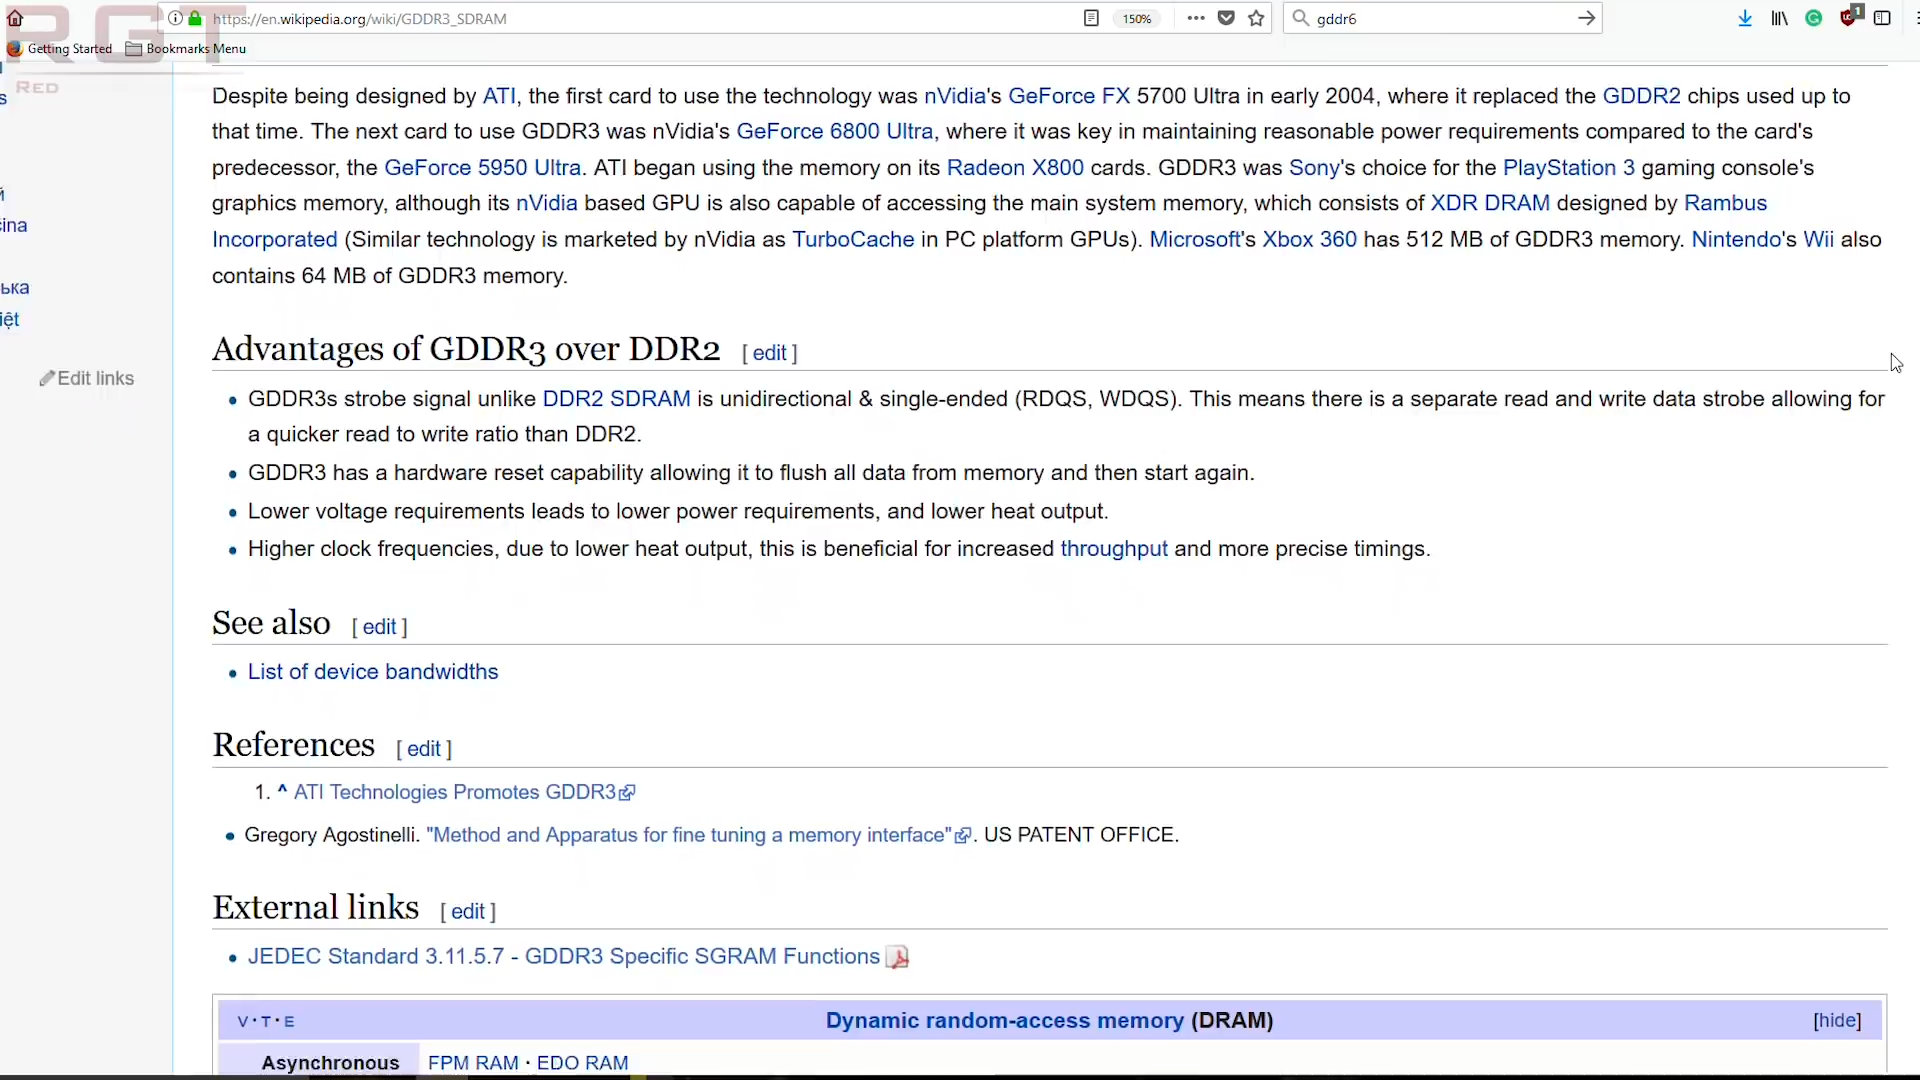 https://en.wikipedia.org/wiki/GDDR3_SDRAM 150% gddr6 1
RGT
Getting Started Bookmarks Menu
RED
Despite being designed by ATI, the first card to use the technology was nVidia's GeForce FX 5700 Ultra in early 2004, where it replaced the GDDR2 chips used up to
that time. The next card to use GDDR3 was nVidia's GeForce 6800 Ultra, where it was key in maintaining reasonable power requirements compared to the card's
predecessor, the GeForce 5950 Ultra. ATI began using the memory on its Radeon X800 cards. GDDR3 was Sony's choice for the PlayStation 3 gaming console's
graphics memory, although its nVidia based GPU is also capable of accessing the main system memory, which consists of XDR DRAM designed by Rambus
Incorporated (Similar technology is marketed by nVidia as TurboCache in PC platform GPUs). Microsoft's Xbox 360 has 512 MB of GDDR3 memory. Nintendo's Wii also
contains 64 MB of GDDR3 memory.
s
й
čina
ька
iệt
Edit links
Advantages of GDDR3 over DDR2 [ edit ]
• GDDR3s strobe signal unlike DDR2 SDRAM is unidirectional & single-ended (RDQS, WDQS). This means there is a separate read and write data strobe allowing for
a quicker read to write ratio than DDR2.
• GDDR3 has a hardware reset capability allowing it to flush all data from memory and then start again.
• Lower voltage requirements leads to lower power requirements, and lower heat output.
• Higher clock frequencies, due to lower heat output, this is beneficial for increased throughput and more precise timings.
See also [ edit ]
• List of device bandwidths
References [ edit ]
1. ^ ATI Technologies Promotes GDDR3
• Gregory Agostinelli. "Method and Apparatus for fine tuning a memory interface". US PATENT OFFICE.
External links [ edit ]
• JEDEC Standard 3.11.5.7 - GDDR3 Specific SGRAM Functions
V · T · E Dynamic random-access memory (DRAM) [hide]
Asynchronous FPM RAM · EDO RAM